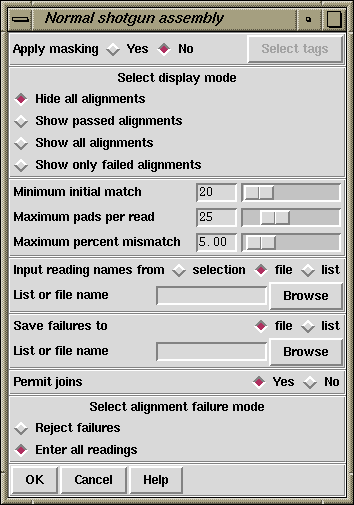 Normal shotgun assembly
Apply masking Yes No Select tags
Select display mode
Hide all alignments
Show passed alignments
Show all alignments
Show only failed alignments
Minimum initial match 20
Maximum pads per read 25
Maximum percent mismatch 5.00
Input reading names from selection file list
List or file name Browse
Save failures to file list
List or file name Browse
Permit joins Yes No
Select alignment failure mode
Reject failures
Enter all readings
OK Cancel Help